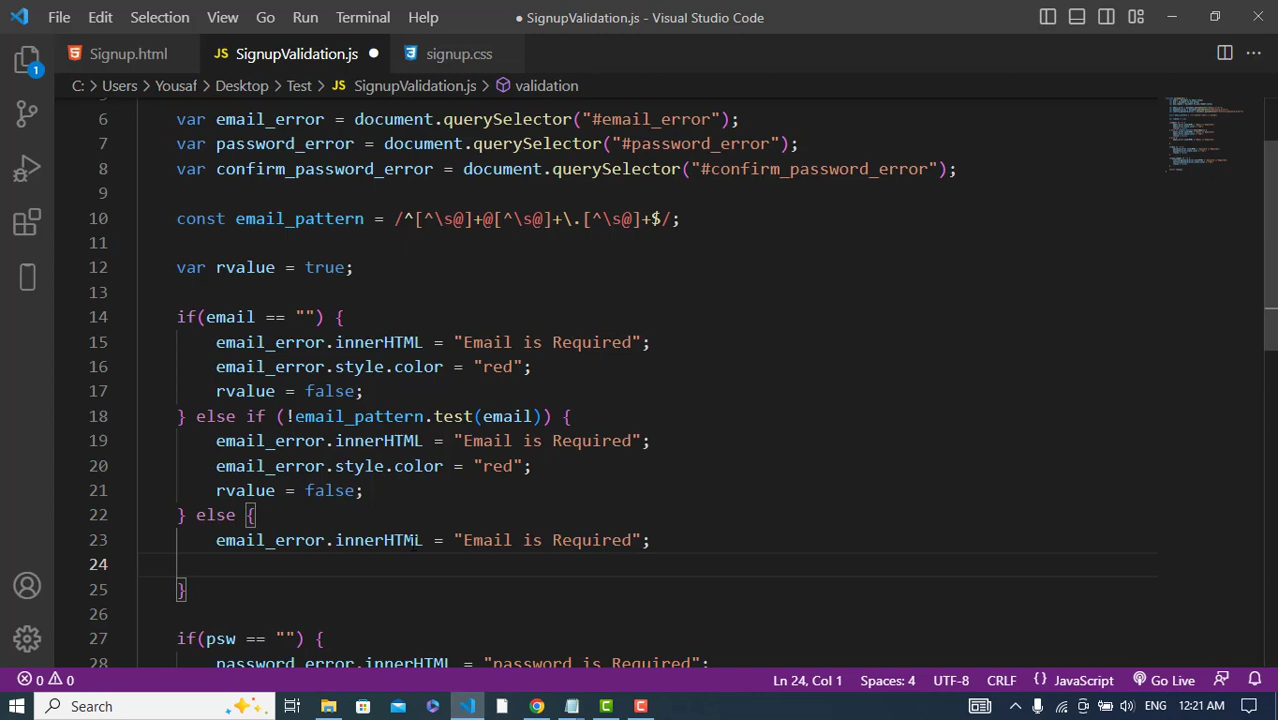 File Edit Selection View Go Run Terminal Help ● SignupValidation.js - Visual Studio Code
Signup.html JS SignupValidation.js ● signup.css
C: > Users > Yousaf > Desktop > Test > JS SignupValidation.js > validation
1
6 var email_error = document.querySelector("#email_error");
7 var password_error = document.querySelector("#password_error");
8 var confirm_password_error = document.querySelector("#confirm_password_error");
9
10 const email_pattern = /^[^\s@]+@[^\s@]+\.[^\s@]+$/;
11
12 var rvalue = true;
13
14 if(email == "") {
15 email_error.innerHTML = "Email is Required";
16 email_error.style.color = "red";
17 rvalue = false;
18 } else if (!email_pattern.test(email)) {
19 email_error.innerHTML = "Email is Required";
20 email_error.style.color = "red";
21 rvalue = false;
22 } else {
23 email_error.innerHTML = "Email is Required";
24
25 }
26
27 if(psw == "") {
28 password_error.innerHTML = "password is Required";
0 0 Ln 24, Col 1 Spaces: 4 UTF-8 CRLF {} JavaScript Go Live
Search ENG 12:21 AM